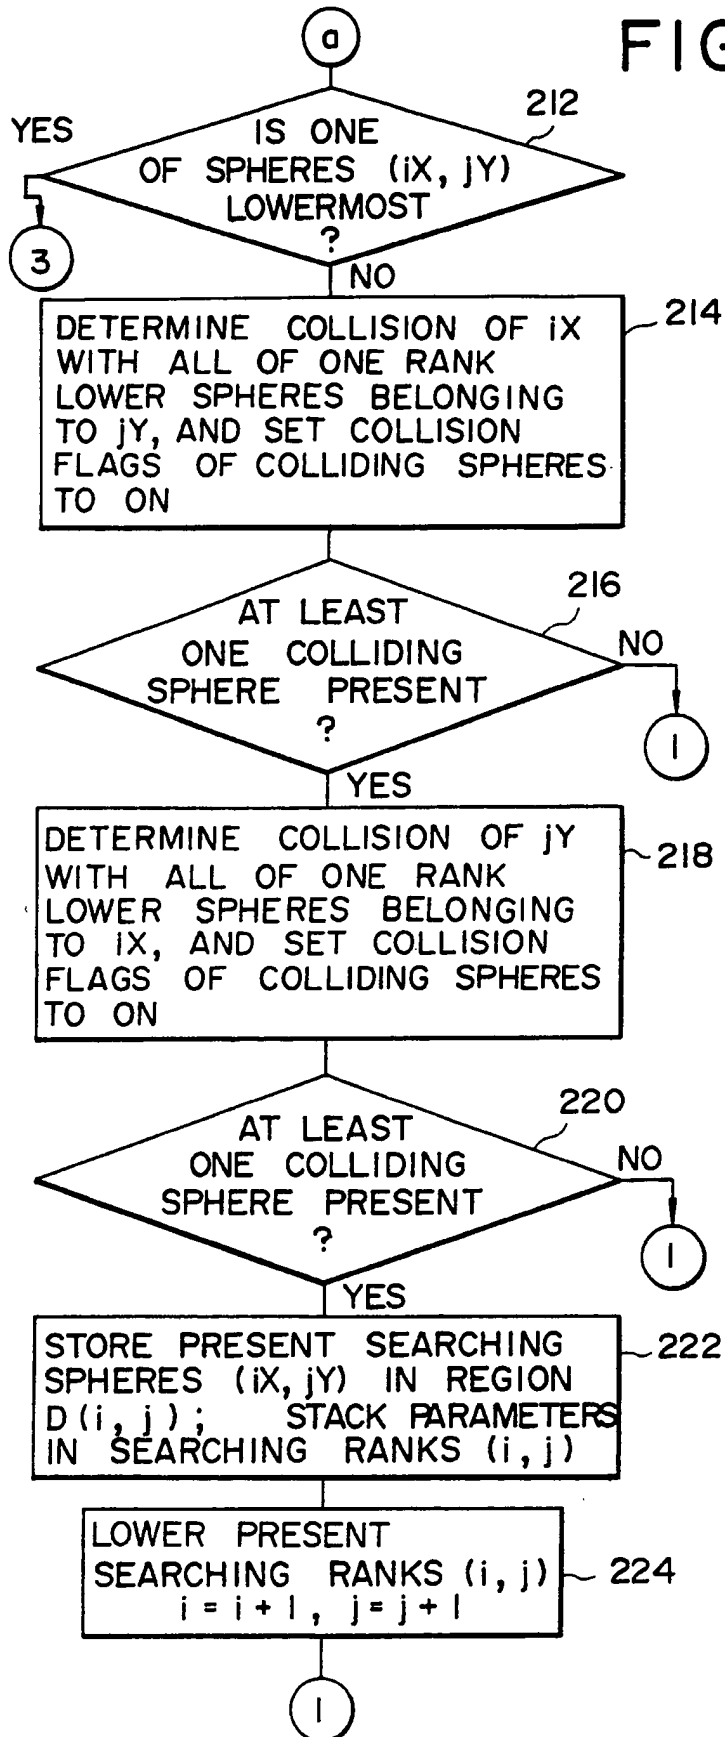 a
FIG
212
YES
IS ONE
OF SPHERES (iX, jY)
LOWERMOST
?
3
NO
214
DETERMINE COLLISION OF iX
WITH ALL OF ONE RANK
LOWER SPHERES BELONGING
TO jY, AND SET COLLISION
FLAGS OF COLLIDING SPHERES
TO ON
216
AT LEAST
ONE COLLIDING
SPHERE PRESENT
?
NO
1
YES
218
DETERMINE COLLISION OF jY
WITH ALL OF ONE RANK
LOWER SPHERES BELONGING
TO iX, AND SET COLLISION
FLAGS OF COLLIDING SPHERES
TO ON
220
AT LEAST
ONE COLLIDING
SPHERE PRESENT
?
NO
1
YES
222
STORE PRESENT SEARCHING
SPHERES (iX, jY) IN REGION
D(i, j); STACK PARAMETERS
IN SEARCHING RANKS (i, j)
LOWER PRESENT
SEARCHING RANKS (i, j)
i = i + 1, j = j + 1
224
1